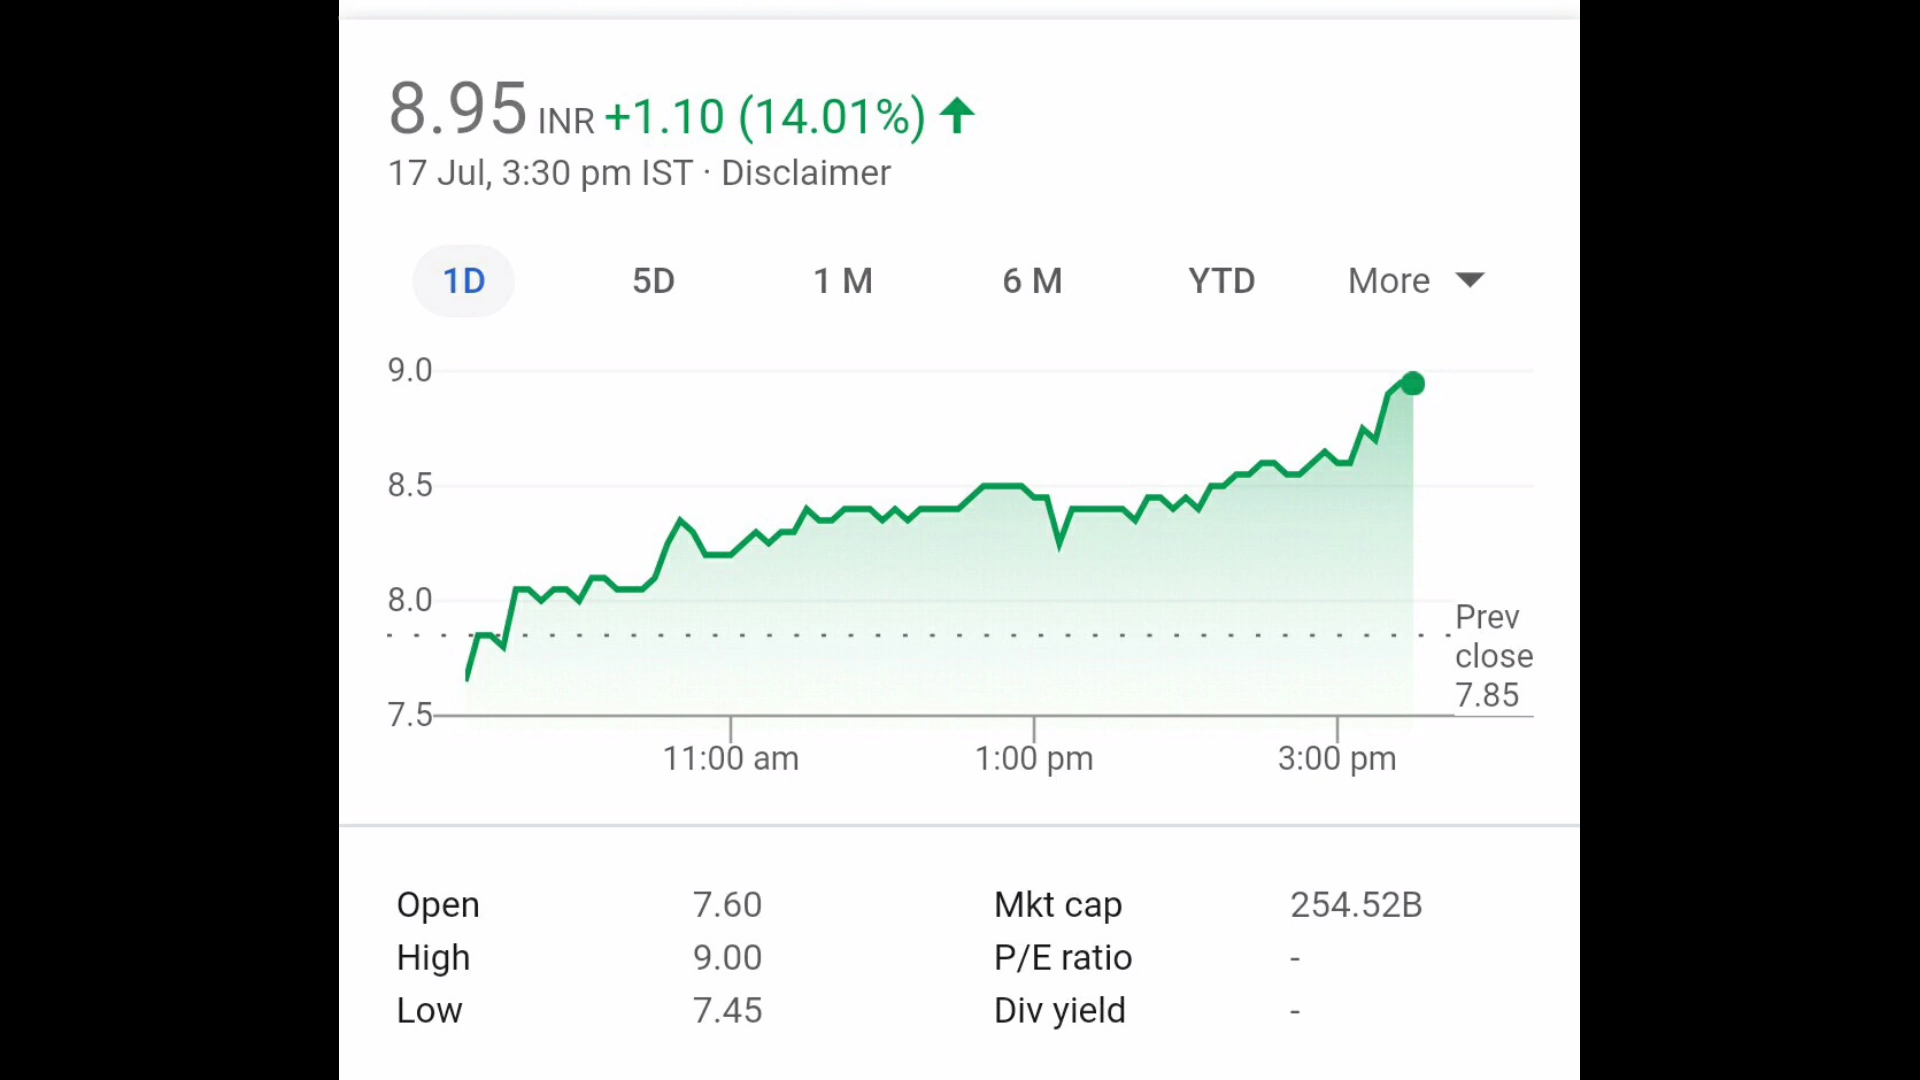 8.95 INR +1.10 (14.01%)
17 Jul, 3:30 pm IST · Disclaimer
1D 5D 1 M 6 M YTD More
9.0
8.5
8.0
7.5
Prev
close
7.85
11:00 am 1:00 pm 3:00 pm
Open 7.60 Mkt cap 254.52B
High 9.00 P/E ratio -
Low 7.45 Div yield -